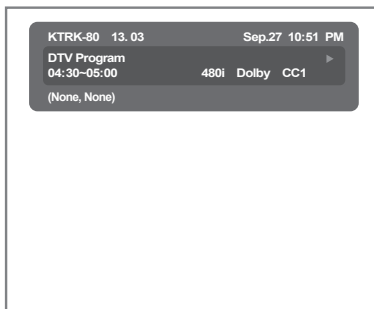 KTRK-80 13. 03 Sep.27 10:51 PM
DTV Program
04:30~05:00 480i Dolby CC1
(None, None)